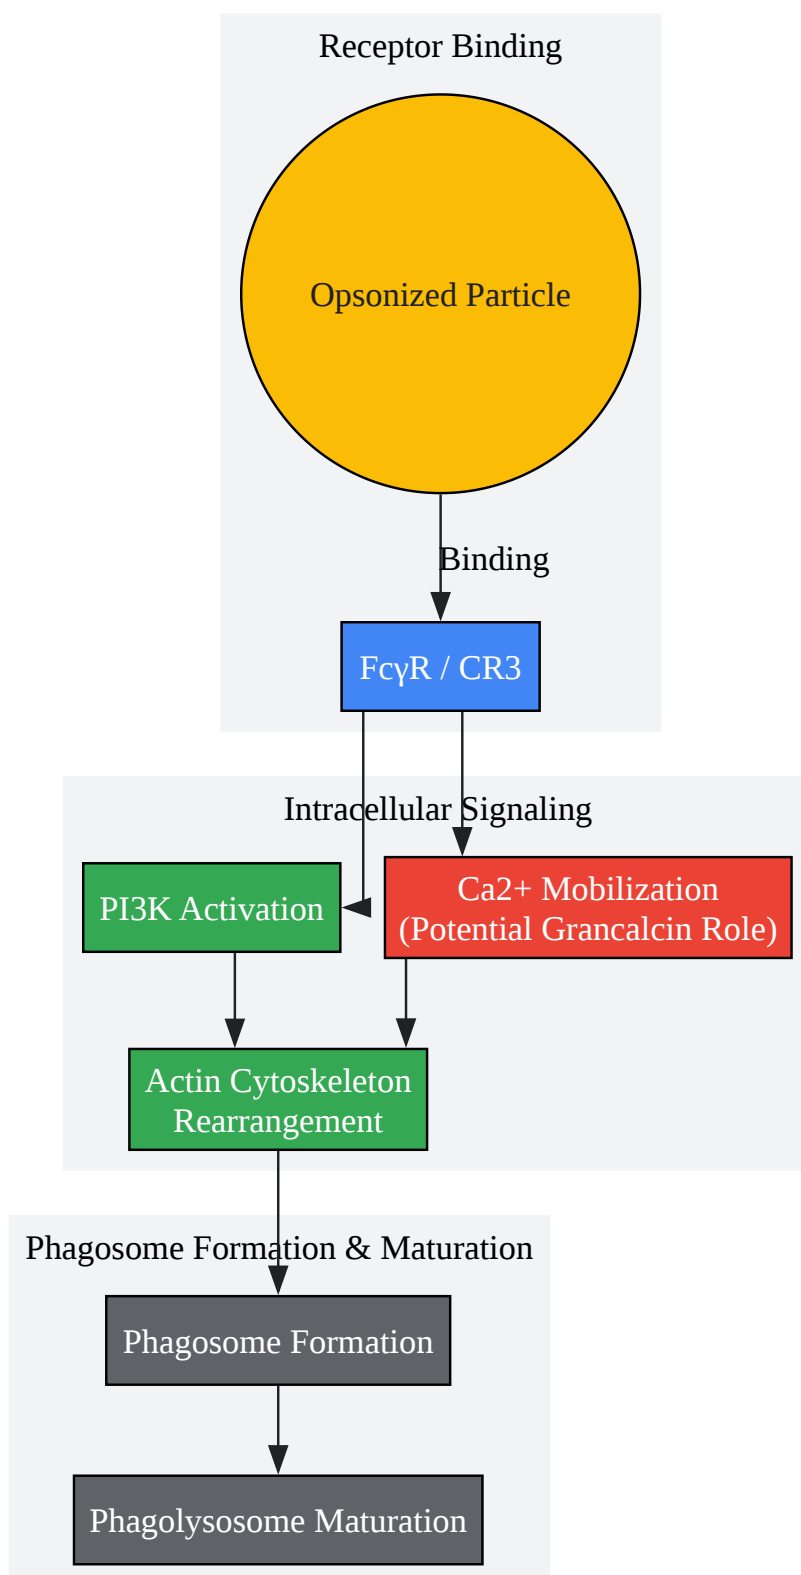 Receptor Binding
Opsonized Particle
Binding
FcγR / CR3
Intracellular Signaling
PI3K Activation
Ca2+ Mobilization
(Potential Grancalcin Role)
Actin Cytoskeleton
Rearrangement
Phagosome Formation & Maturation
Phagosome Formation
Phagolysosome Maturation